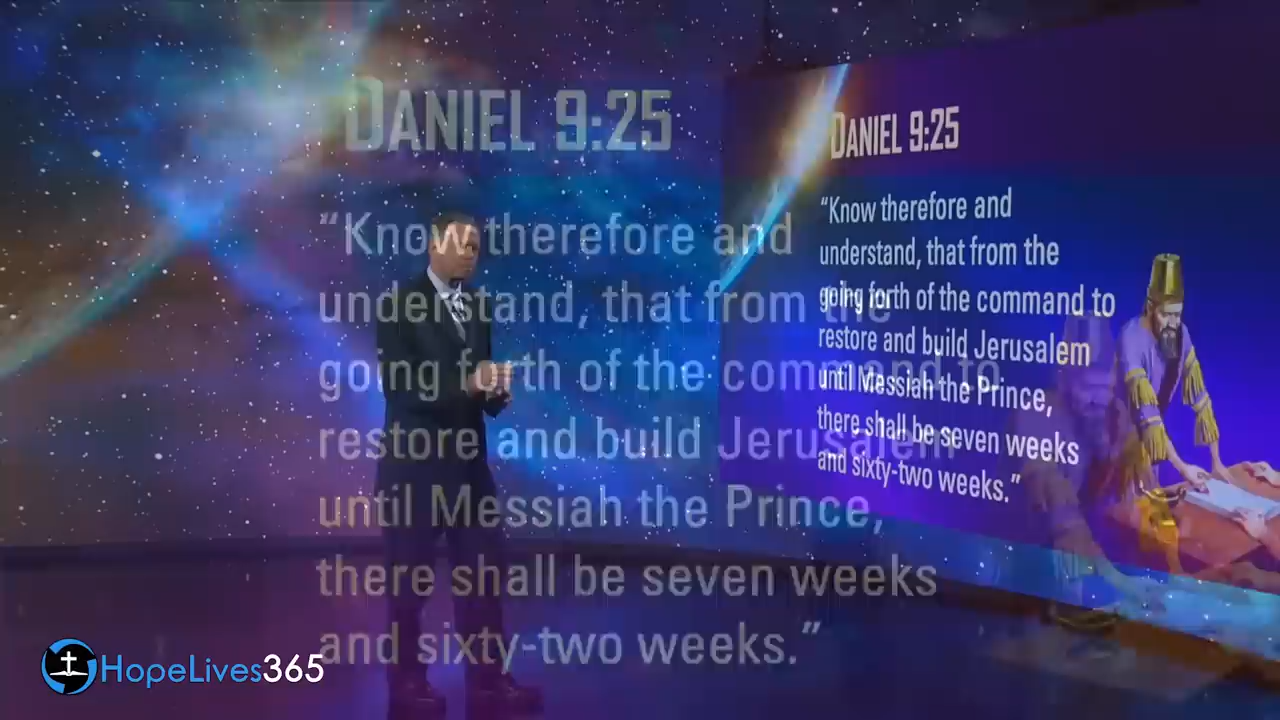 DANIEL 9:25
“Know therefore and
understand, that from the
going forth of the command to
restore and build Jerusalem
until Messiah the Prince,
there shall be seven weeks
and sixty-two weeks.”
DANIEL 9:25
“Know therefore and
understand, that from the
going forth of the command to
restore and build Jerusalem
until Messiah the Prince,
there shall be seven weeks
and sixty-two weeks.”
HopeLives365